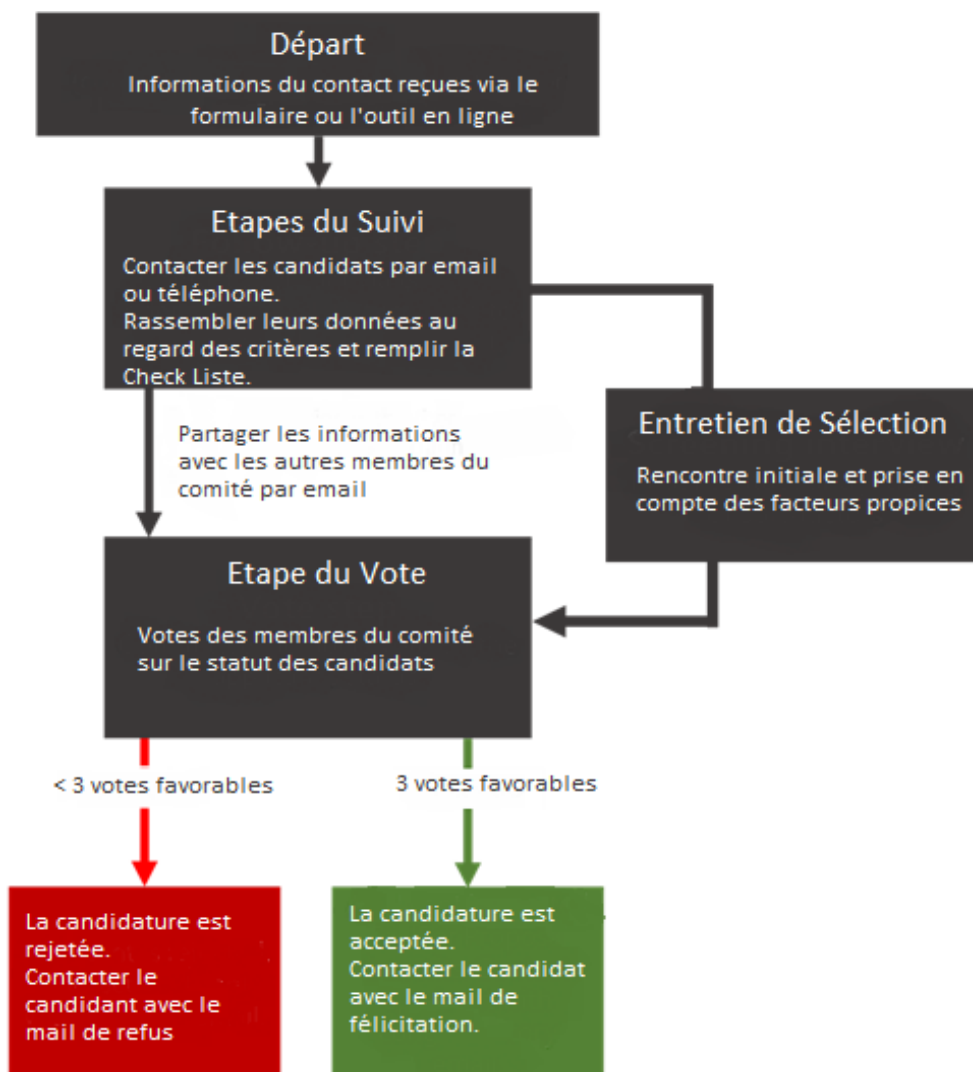 Départ
Informations du contact reçues via le
formulaire ou l'outil en ligne
Etapes du Suivi
Contacter les candidats par email
ou téléphone.
Rassembler leurs données au
regard des critères et remplir la
Check Liste.
Partager les informations
avec les autres membres du
comité par email
Entretien de Sélection
Rencontre initiale et prise en
compte des facteurs propices
Etape du Vote
Votes des membres du comité
sur le statut des candidats
< 3 votes favorables
3 votes favorables
La candidature est
rejetée.
Contacter le
candidant avec le
mail de refus
La candidature est
acceptée.
Contacter le candidat
avec le mail de
félicitation.